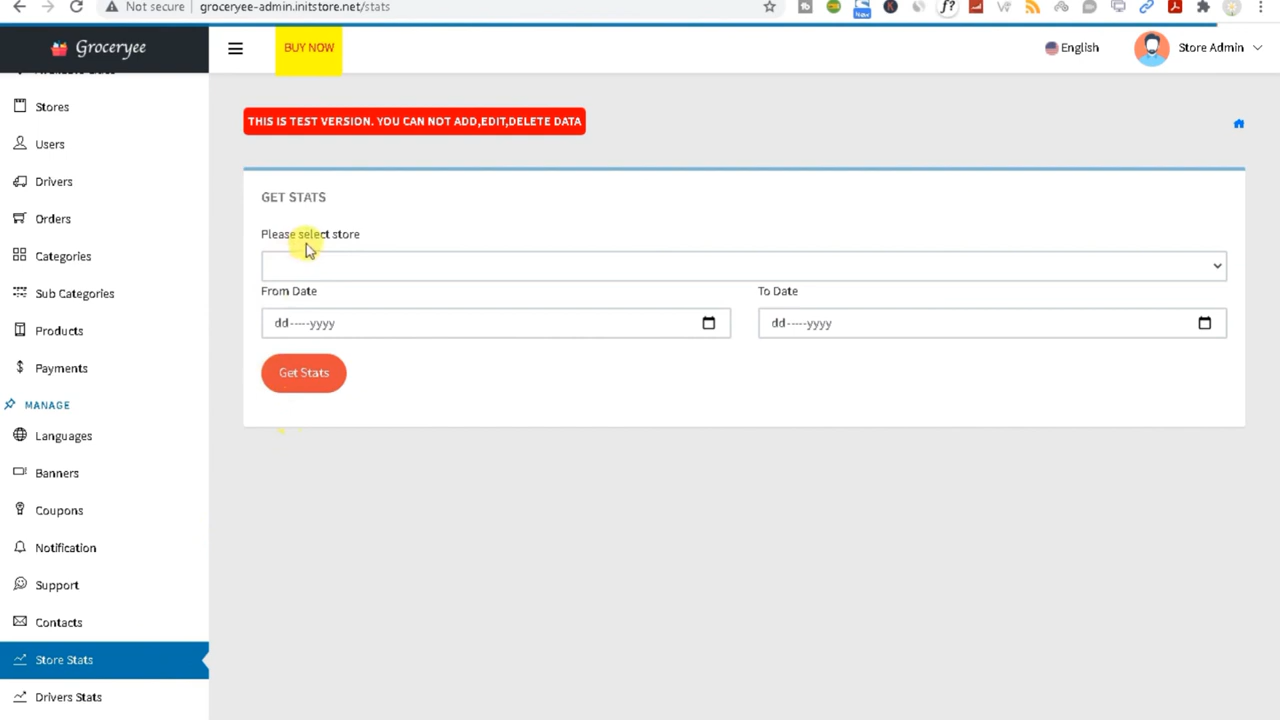 Not secure
groceryee-admin.initstore.net/stats
Groceryee
BUY NOW
English
Store Admin
Stores
Users
Drivers
Orders
Categories
Sub Categories
Products
Payments
MANAGE
Languages
Banners
Coupons
Notification
Support
Contacts
Store Stats
Drivers Stats
THIS IS TEST VERSION. YOU CAN NOT ADD,EDIT,DELETE DATA
GET STATS
Please select store
From Date
To Date
dd-----yyyy
dd-----yyyy
Get Stats